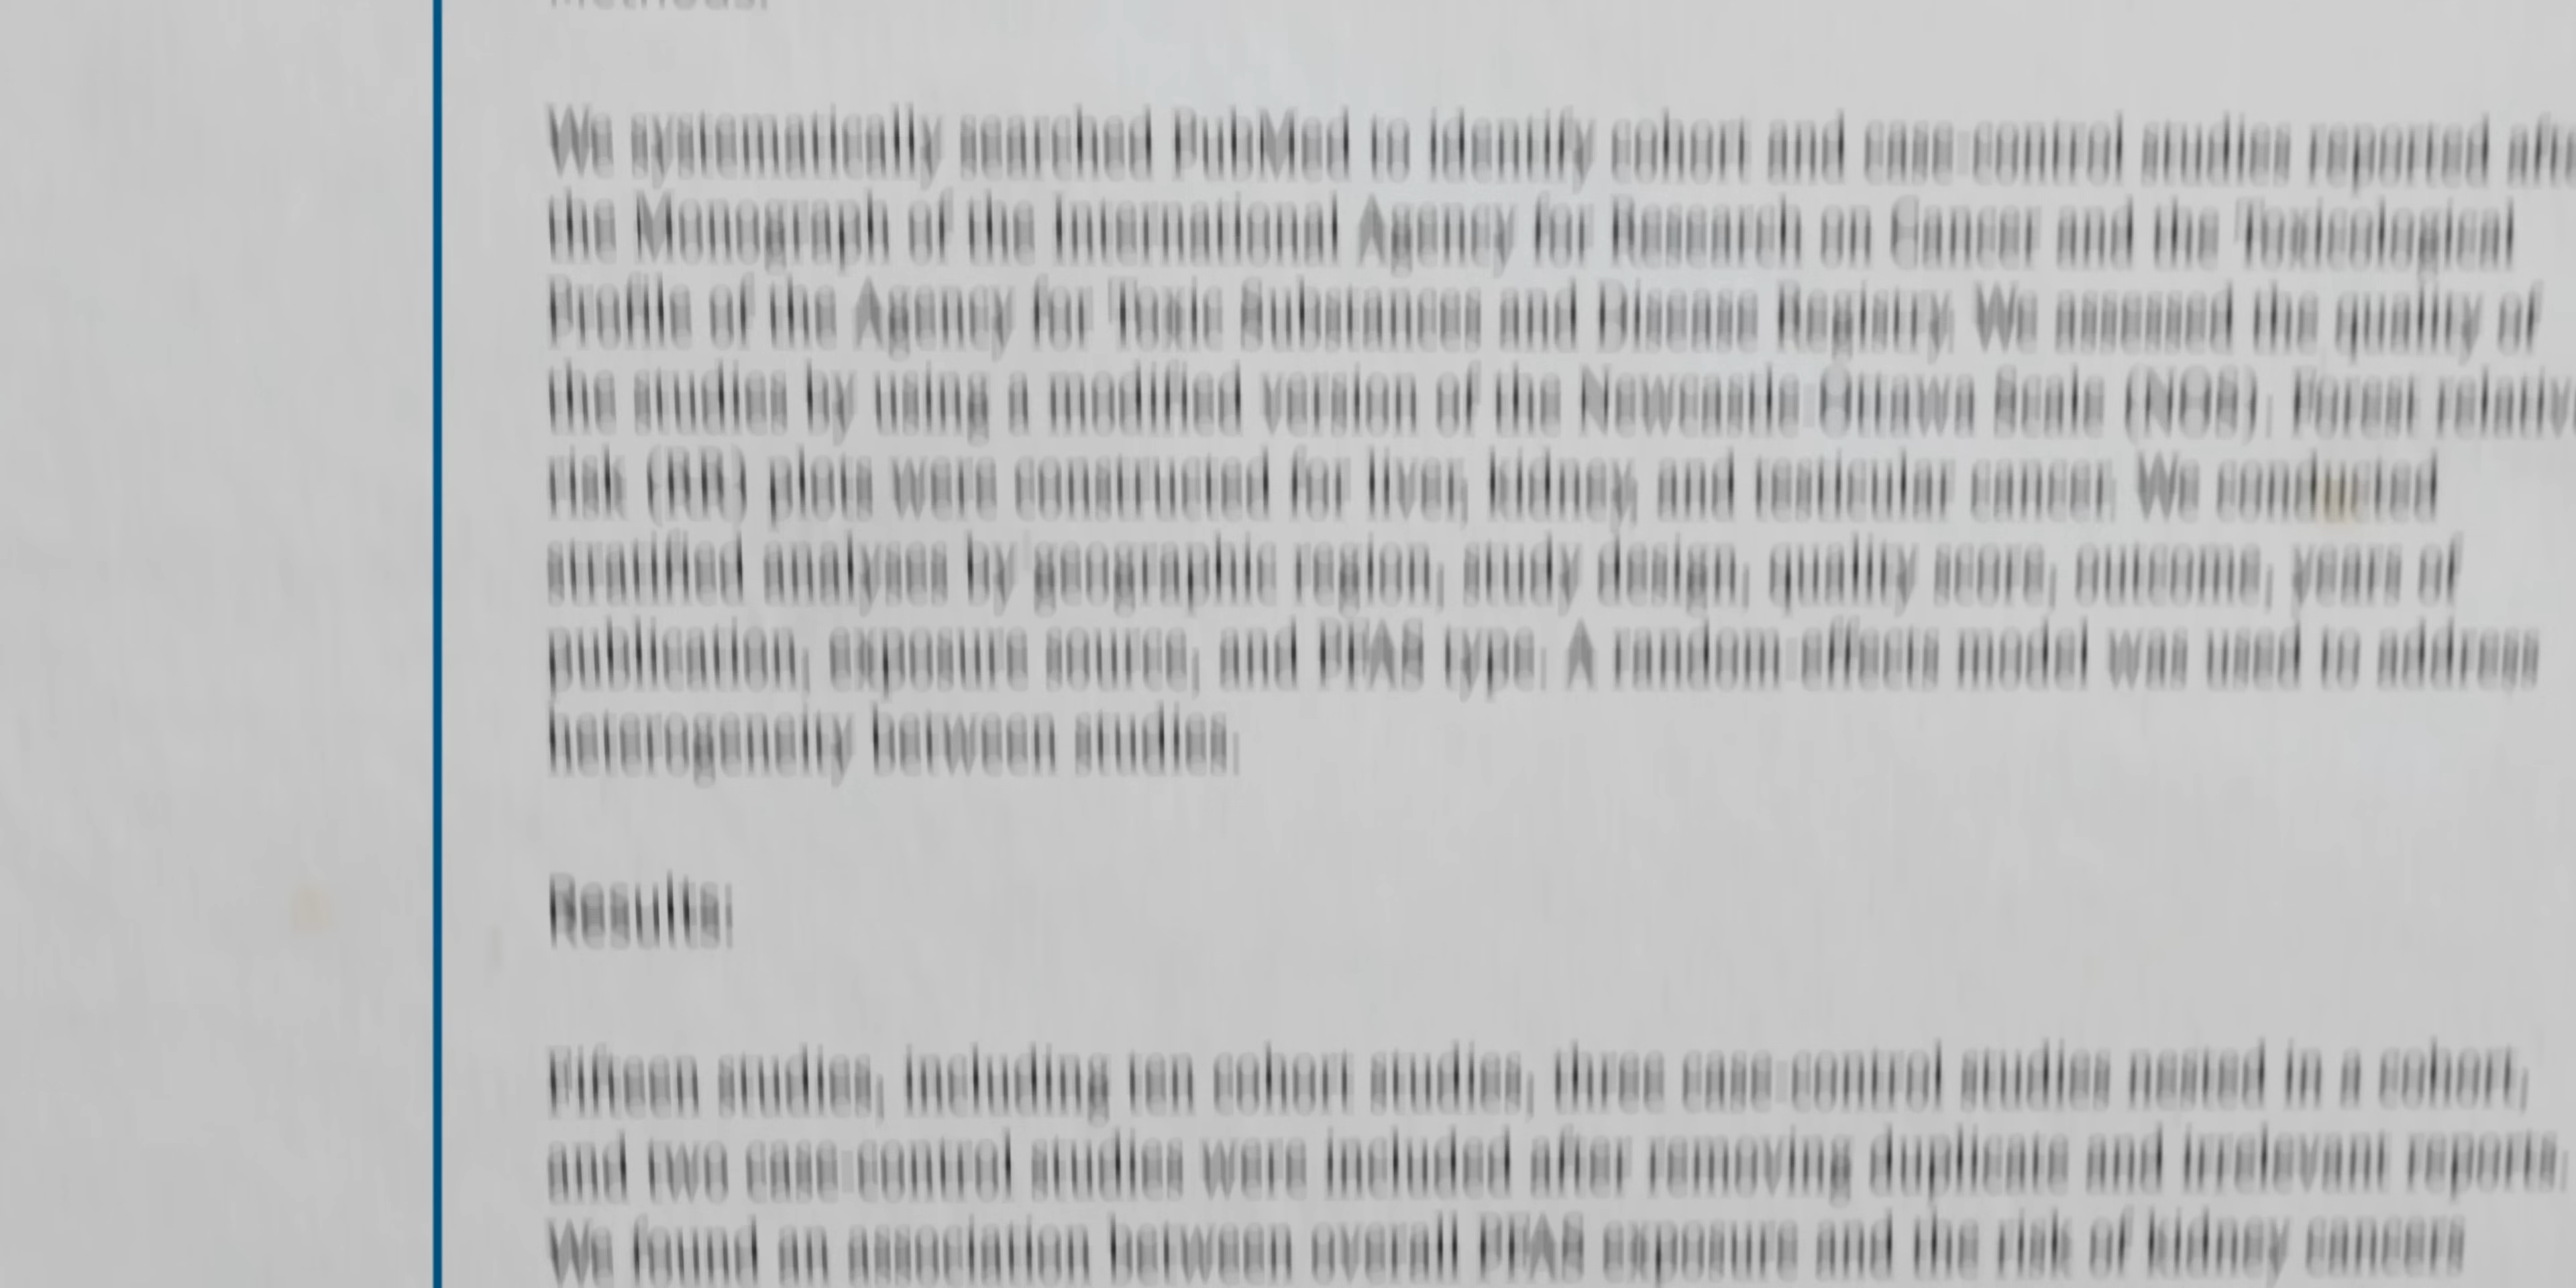 Methods:
We systematically searched PubMed to identify cohort and case-control studies reported
the Monograph of the International Agency for Research on Cancer and the Toxicological
Profile of the Agency for Toxic Substances and Disease Registry. We assessed the quality of
the studies by using a modified version of the Newcastle-Ottawa Scale (NOS). Forest
risk (RR) plots were constructed for liver, kidney, and testicular cancer. We conducted
stratified analyses by geographic region, study design, quality score, outcome, years of
publication, exposure source, and PFAS type. A random-effects model was used to address
heterogeneity between studies.
Results:
Fifteen studies, including ten cohort studies, three case-control studies nested in a cohort,
and two case-control studies were included after removing duplicate and irrelevant reports.
We found an association between overall PFAS exposure and the risk of kidney cancers